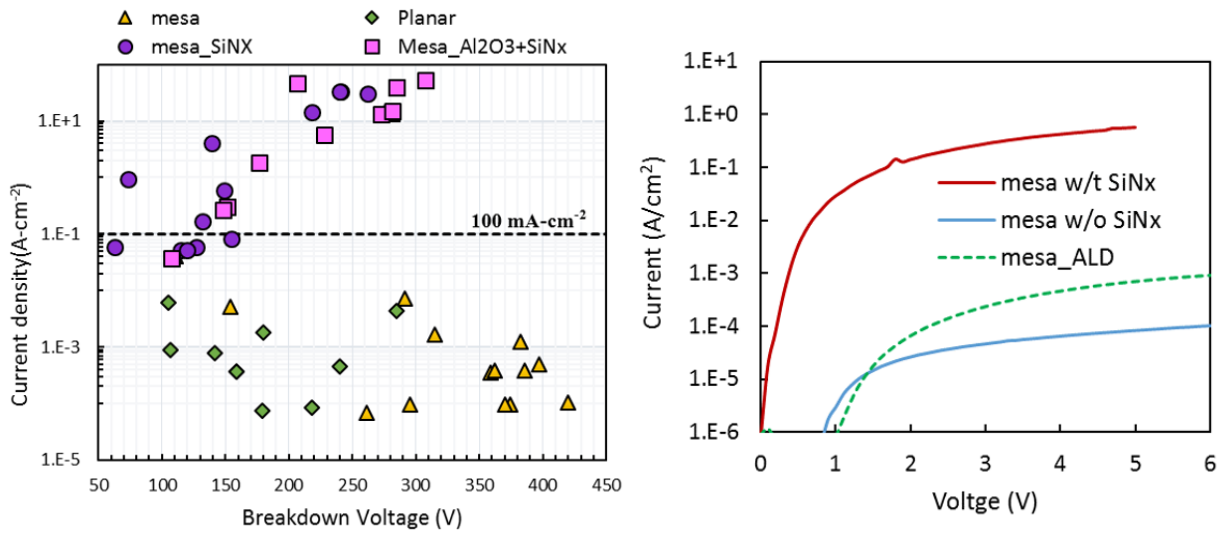 mesa
Planar
mesa_SiNX
Mesa_Al2O3+SiNx
Current density(A-cm-2)
1.E+1
1.E-1
1.E-3
1.E-5
100 mA-cm-2
50 100 150 200 250 300 350 400 450
Breakdown Voltage (V)
Current (A/cm2)
1.E+1
1.E+0
1.E-1
1.E-2
1.E-3
1.E-4
1.E-5
1.E-6
mesa w/t SiNx
mesa w/o SiNx
mesa_ALD
0 1 2 3 4 5 6
Voltge (V)